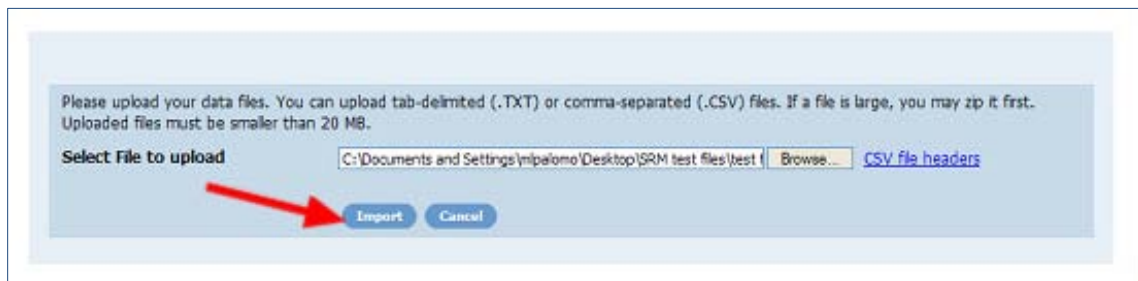 Please upload your data files. You can upload tab-delmted (.TXT) or comma-separated (.CSV) files. If a file is large, you may zip it first.
Uploaded files must be smaller than 20 MB.
Select File to upload C:\Documents and Settings\mlpalomo\Desktop\SRM test files\test f Browse... CSV file headers
Import Cancel